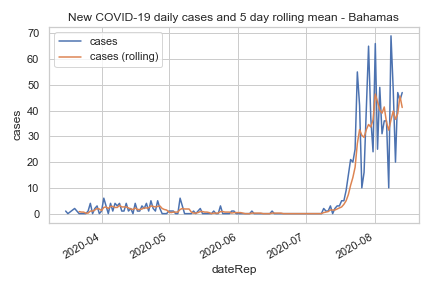 New COVID-19 daily cases and 5 day rolling mean - Bahamas
cases
cases (rolling)
70
60
50
40
30
20
10
0
cases
2020-04
2020-05
2020-06
2020-07
2020-08
dateRep